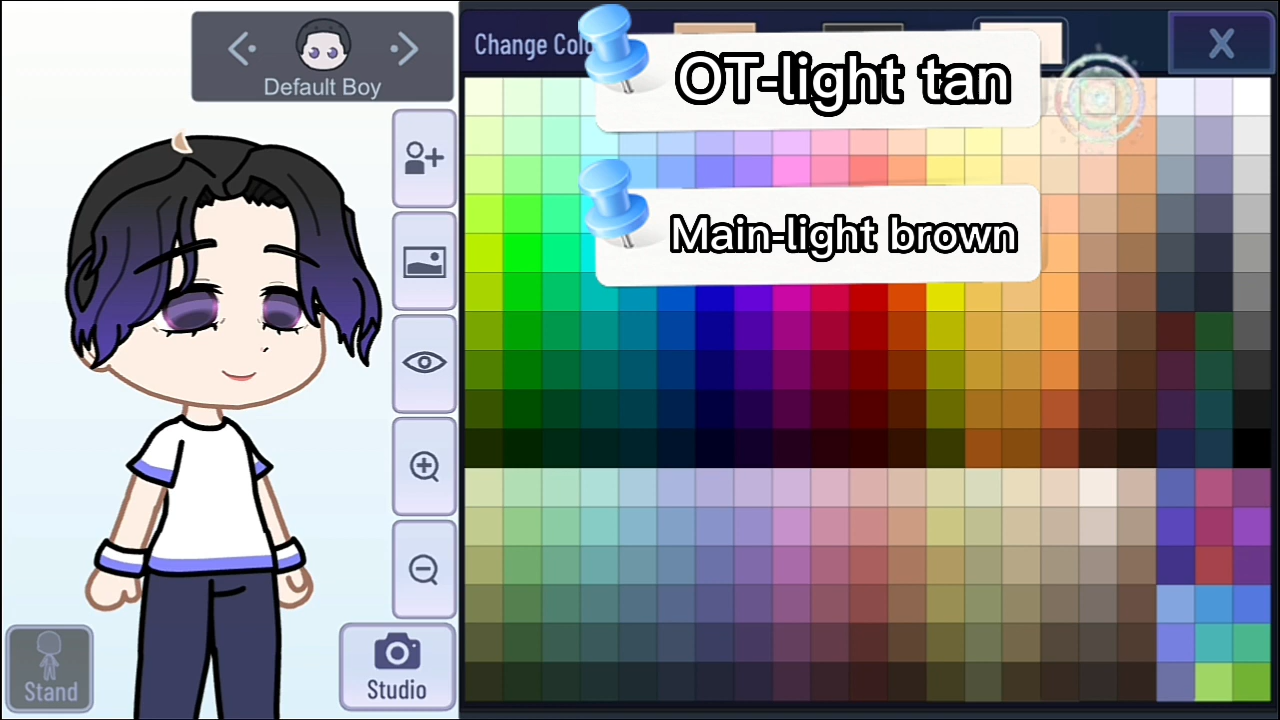 Default Boy
Change Colo
X
OT-light tan
Main-light brown
Stand
Studio